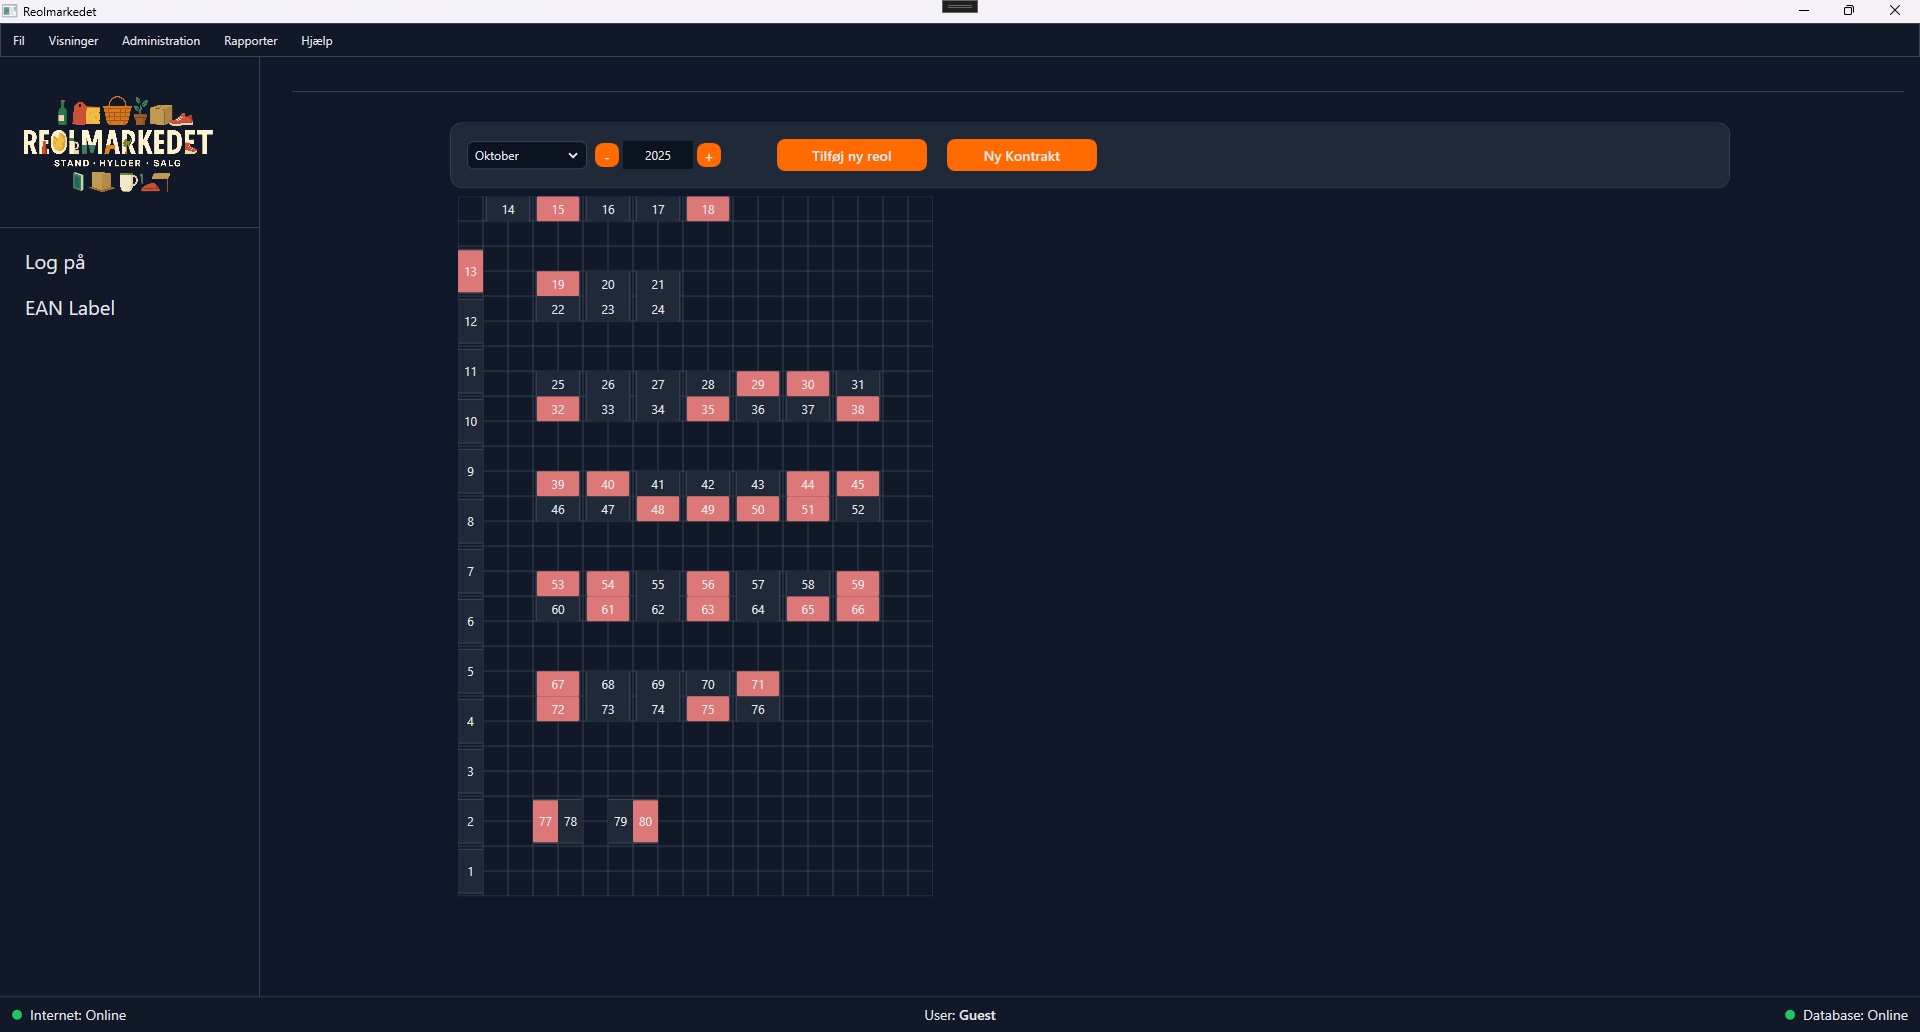 Reolmarkedet
Fil Visninger Administration Rapporter Hjælp
REOLMARKEDET
STAND · HYLDER · SALG
Log på
EAN Label
Oktober - 2025 + Tilføj ny reol Ny Kontrakt
14 15 16 17 18
13
19 20 21
22 23 24
12
11
25 26 27 28 29 30 31
32 33 34 35 36 37 38
10
9
39 40 41 42 43 44 45
46 47 48 49 50 51 52
8
7
53 54 55 56 57 58 59
60 61 62 63 64 65 66
6
5
67 68 69 70 71
72 73 74 75 76
4
3
2 77 78 79 80
1
Internet: Online User: Guest Database: Online